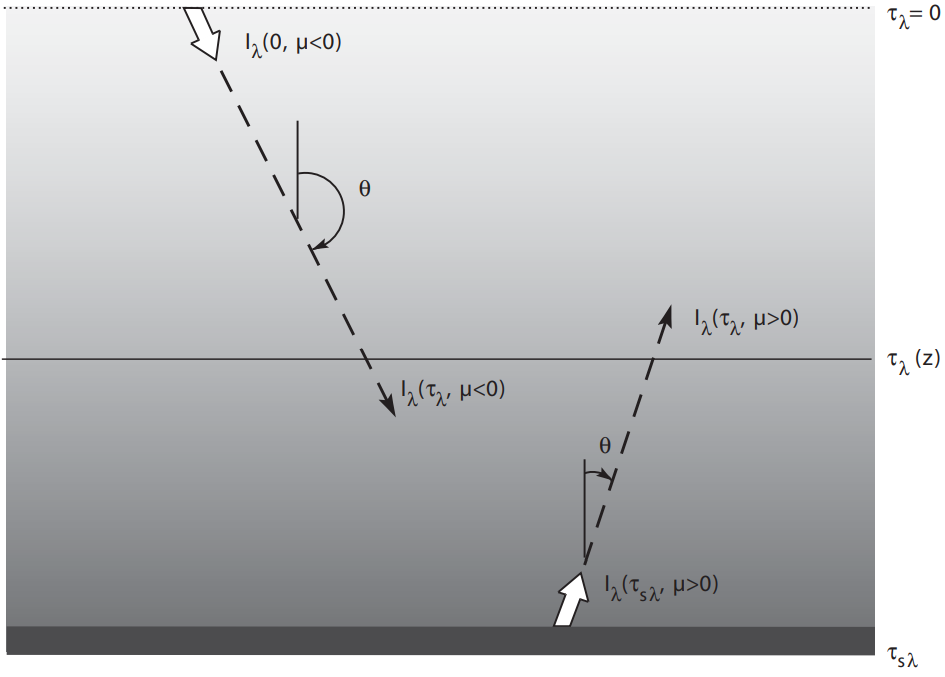 τλ= 0
Iλ(0, μ<0)
θ
Iλ(τλ, μ>0)
τλ (z)
Iλ(τλ, μ<0)
θ
Iλ(τsλ, μ>0)
τsλ